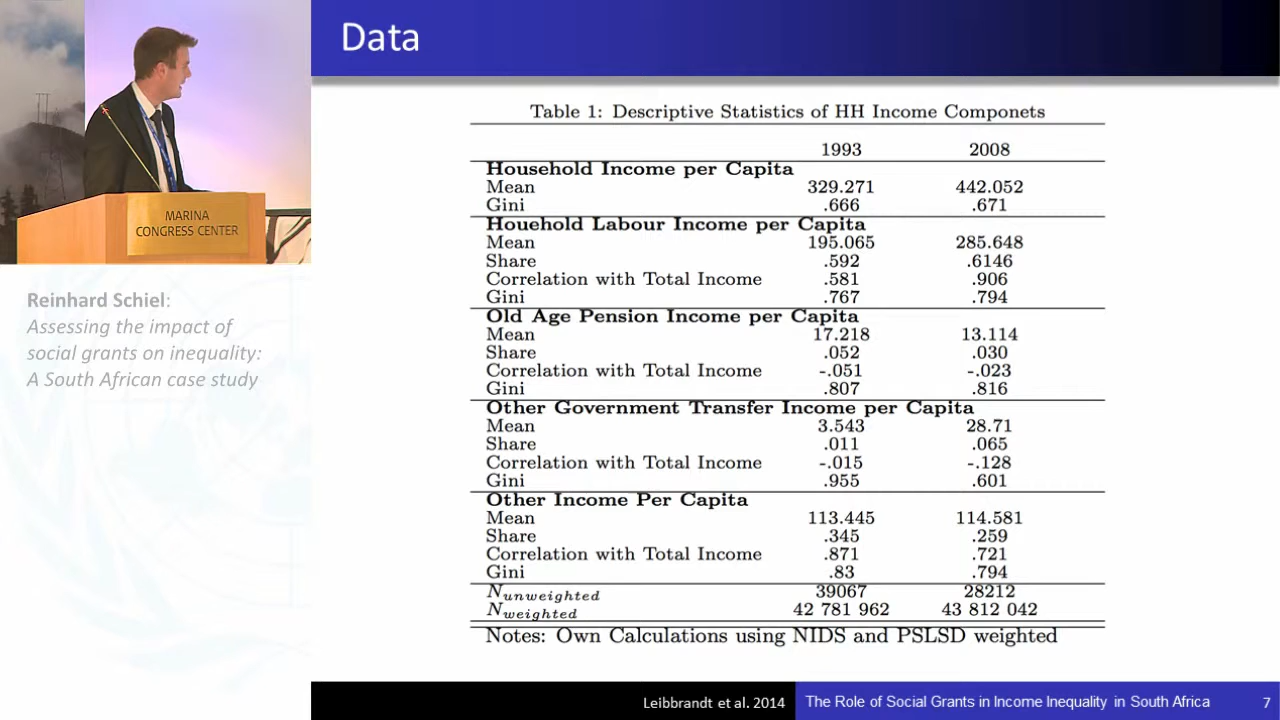 MARINA
CONGRESS CENTER
Reinhard Schiel:
Assessing the impact of
social grants on inequality:
A South African case study
Data
Table 1: Descriptive Statistics of HH Income Componets
1993 2008
Household Income per Capita
Mean 329.271 442.052
Gini .666 .671
Houehold Labour Income per Capita
Mean 195.065 285.648
Share .592 .6146
Correlation with Total Income .581 .906
Gini .767 .794
Old Age Pension Income per Capita
Mean 17.218 13.114
Share .052 .030
Correlation with Total Income -.051 -.023
Gini .807 .816
Other Government Transfer Income per Capita
Mean 3.543 28.71
Share .011 .065
Correlation with Total Income -.015 -.128
Gini .955 .601
Other Income Per Capita
Mean 113.445 114.581
Share .345 .259
Correlation with Total Income .871 .721
Gini .83 .794
Nunweighted 39067 28212
Nweighted 42 781 962 43 812 042
Notes: Own Calculations using NIDS and PSLSD weighted
Leibbrandt et al. 2014 The Role of Social Grants in Income Inequality in South Africa 7